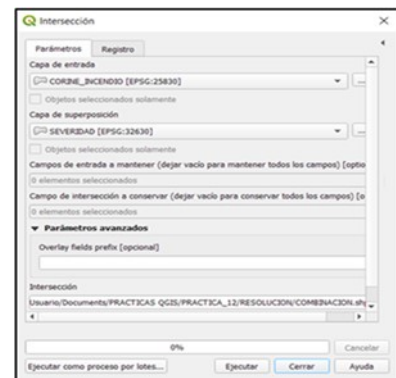 Intersección
Parámetros Registro
Capa de entrada
CORINE_INCENDIO [EPSG:25830]
...
Objetos seleccionados solamente
Capa de superposición
SEVERIDAD [EPSG:32630]
...
Objetos seleccionados solamente
Campos de entrada a mantener (dejar vacío para mantener todos los campos) [optio
0 elementos seleccionados
Campo de intersección a conservar (dejar vacío para conservar todos los campos) [o
0 elementos seleccionados
Parámetros avanzados
Overlay fields prefix [opcional]
Intersección
Usuario/Documents/PRACTICAS QGIS/PRACTICA_12/RESOLUCION/COMBINACION.shp
0%
Cancelar
Ejecutar como proceso por lotes...
Ejecutar
Cerrar
Ayuda